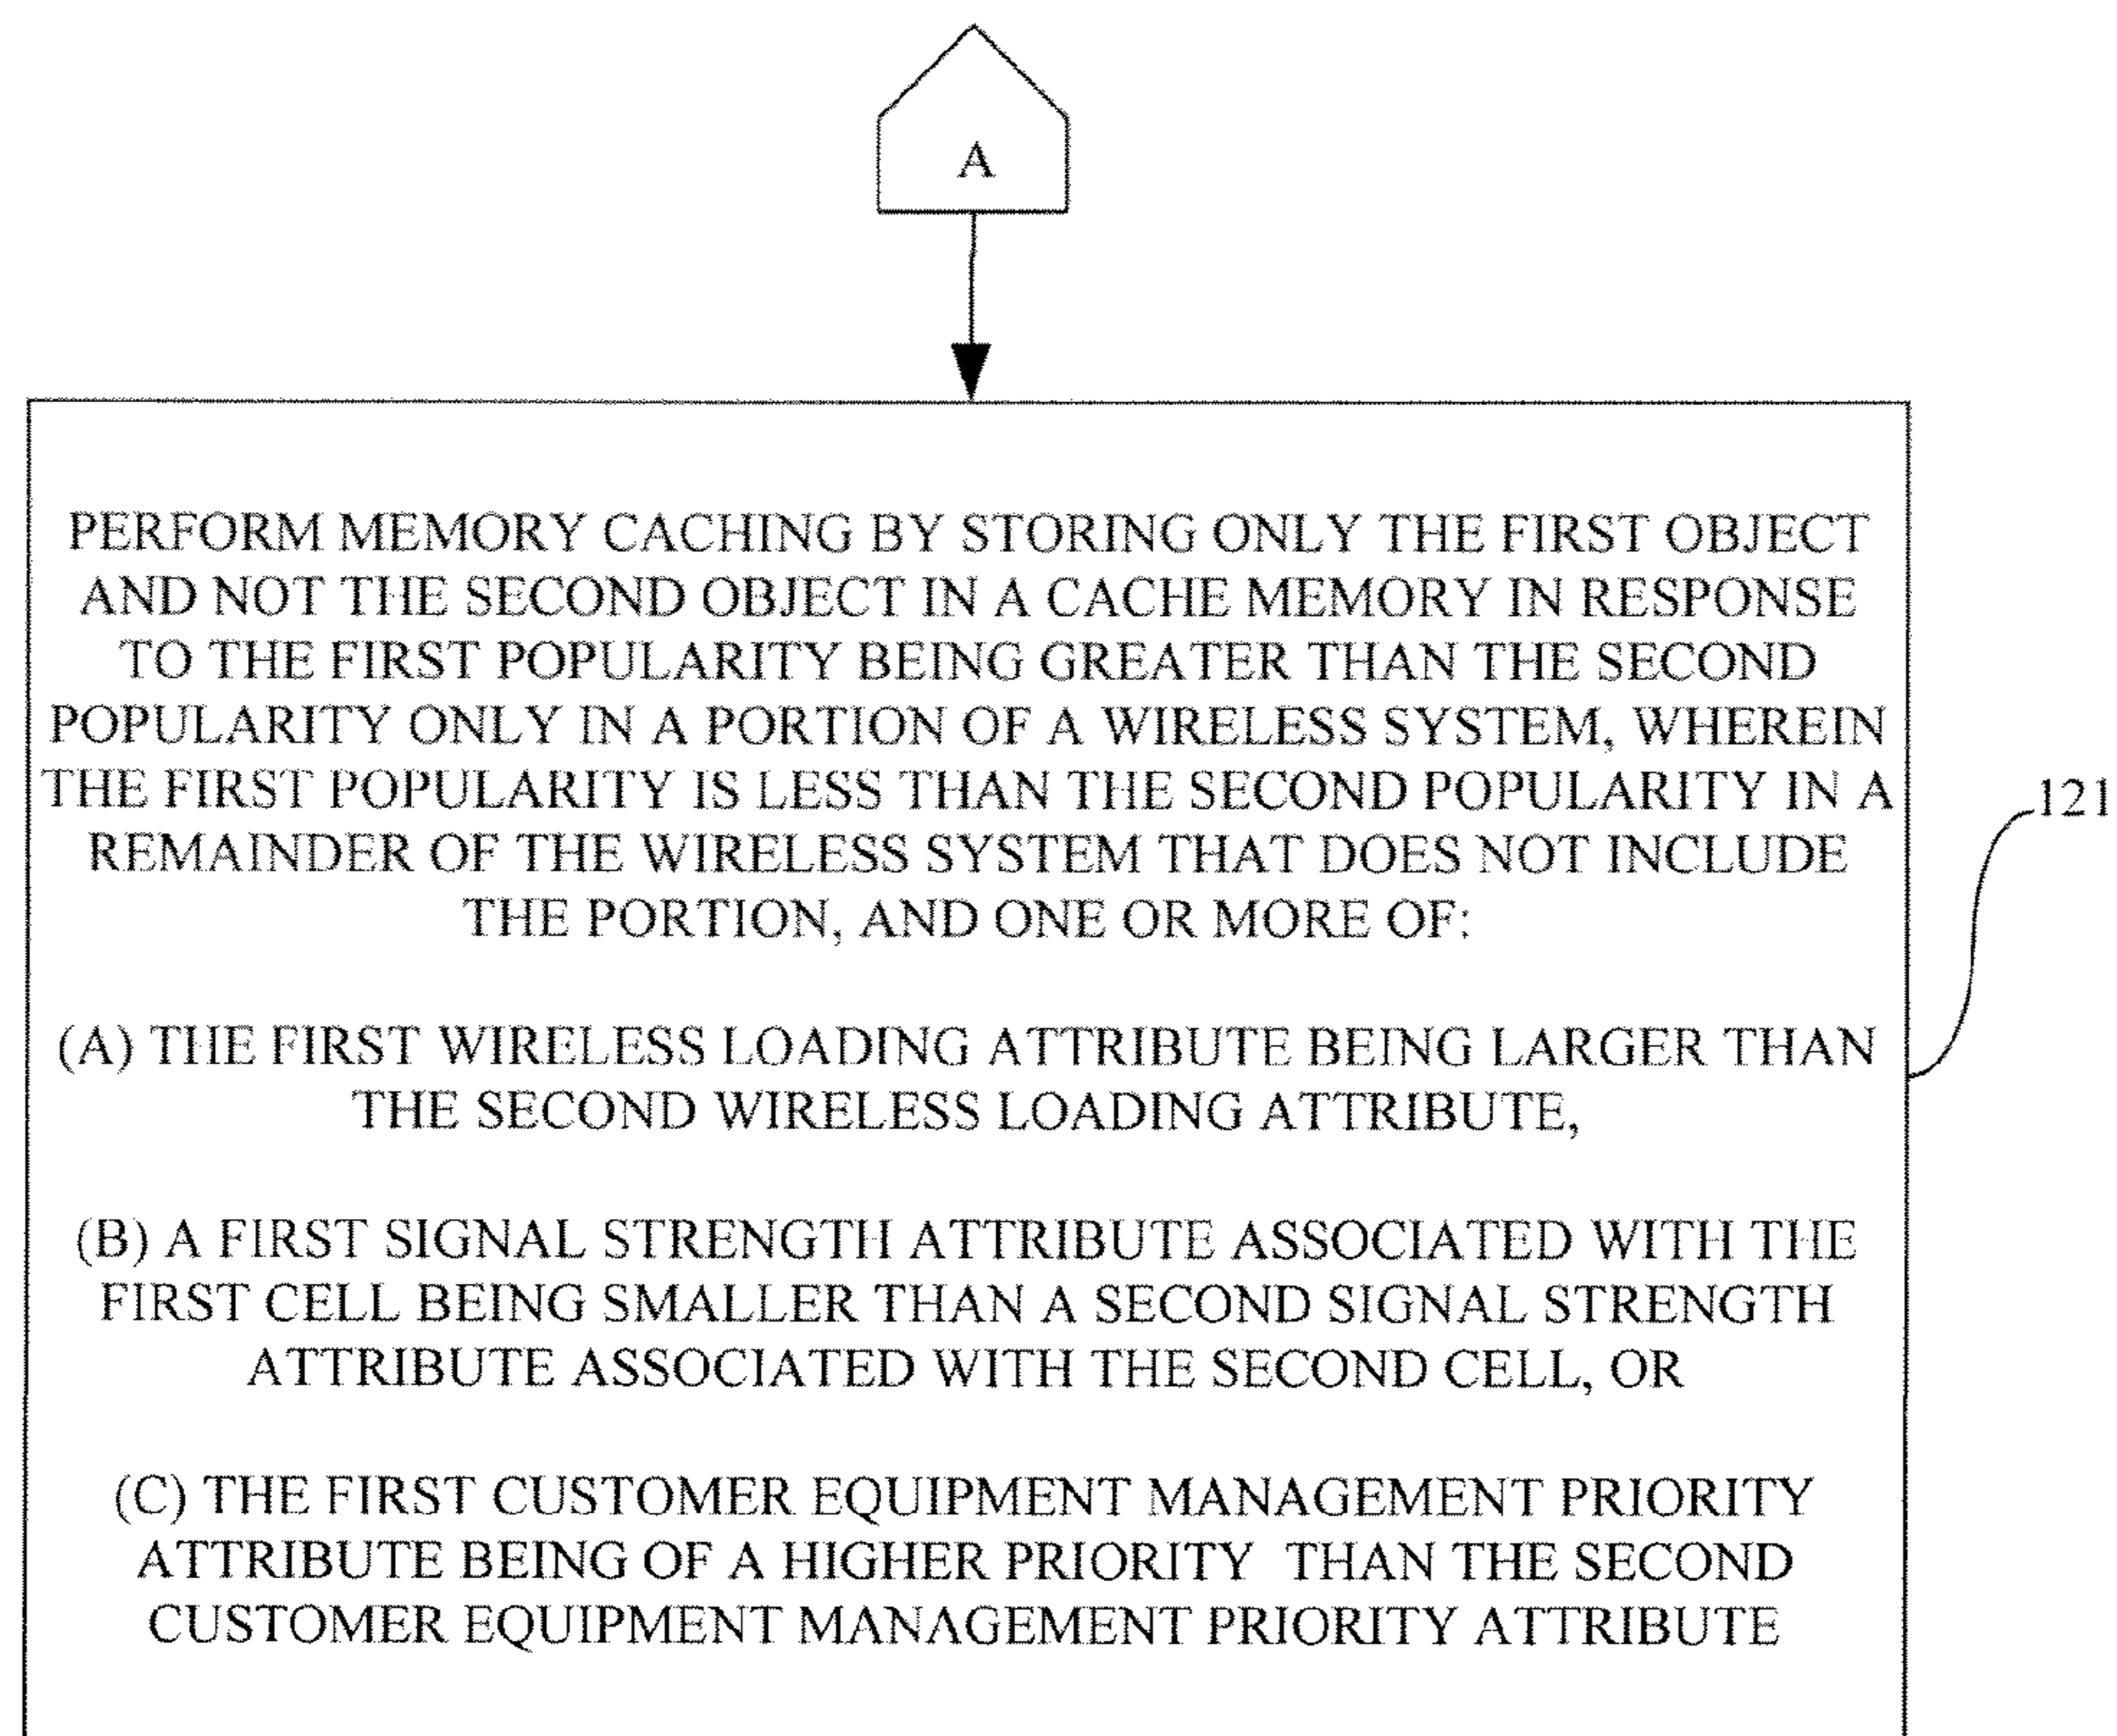 A
PERFORM MEMORY CACHING BY STORING ONLY THE FIRST OBJECT
AND NOT THE SECOND OBJECT IN A CACHE MEMORY IN RESPONSE
TO THE FIRST POPULARITY BEING GREATER THAN THE SECOND
POPULARITY ONLY IN A PORTION OF A WIRELESS SYSTEM, WHEREIN
THE FIRST POPULARITY IS LESS THAN THE SECOND POPULARITY IN A
REMAINDER OF THE WIRELESS SYSTEM THAT DOES NOT INCLUDE
THE PORTION, AND ONE OR MORE OF:
121
(A) THE FIRST WIRELESS LOADING ATTRIBUTE BEING LARGER THAN
THE SECOND WIRELESS LOADING ATTRIBUTE,
(B) A FIRST SIGNAL STRENGTH ATTRIBUTE ASSOCIATED WITH THE
FIRST CELL BEING SMALLER THAN A SECOND SIGNAL STRENGTH
ATTRIBUTE ASSOCIATED WITH THE SECOND CELL, OR
(C) THE FIRST CUSTOMER EQUIPMENT MANAGEMENT PRIORITY
ATTRIBUTE BEING OF A HIGHER PRIORITY THAN THE SECOND
CUSTOMER EQUIPMENT MANAGEMENT PRIORITY ATTRIBUTE